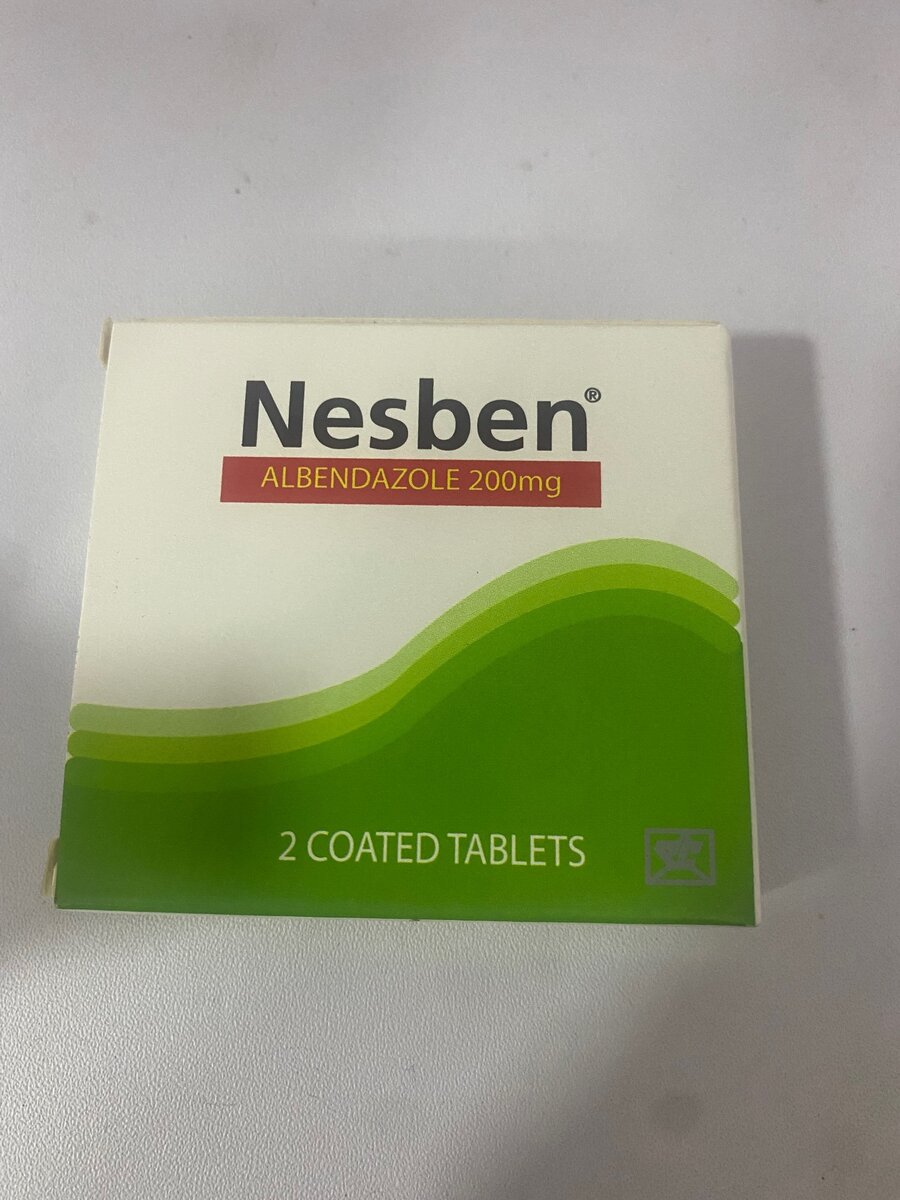 Nesben®
ALBENDAZOLE 200mg
2 COATED TABLETS